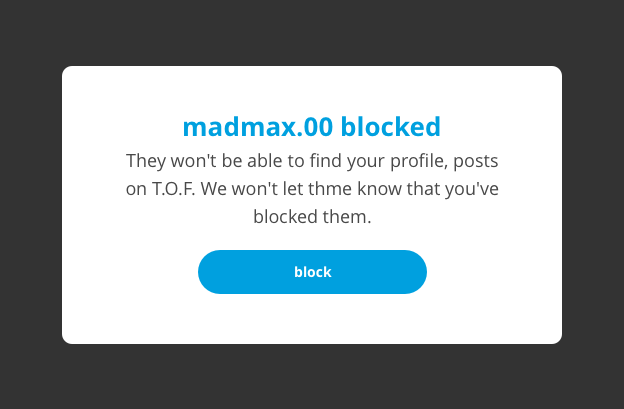 madmax.00 blocked
They won't be able to find your profile, posts
on T.O.F. We won't let thme know that you've
blocked them.
block